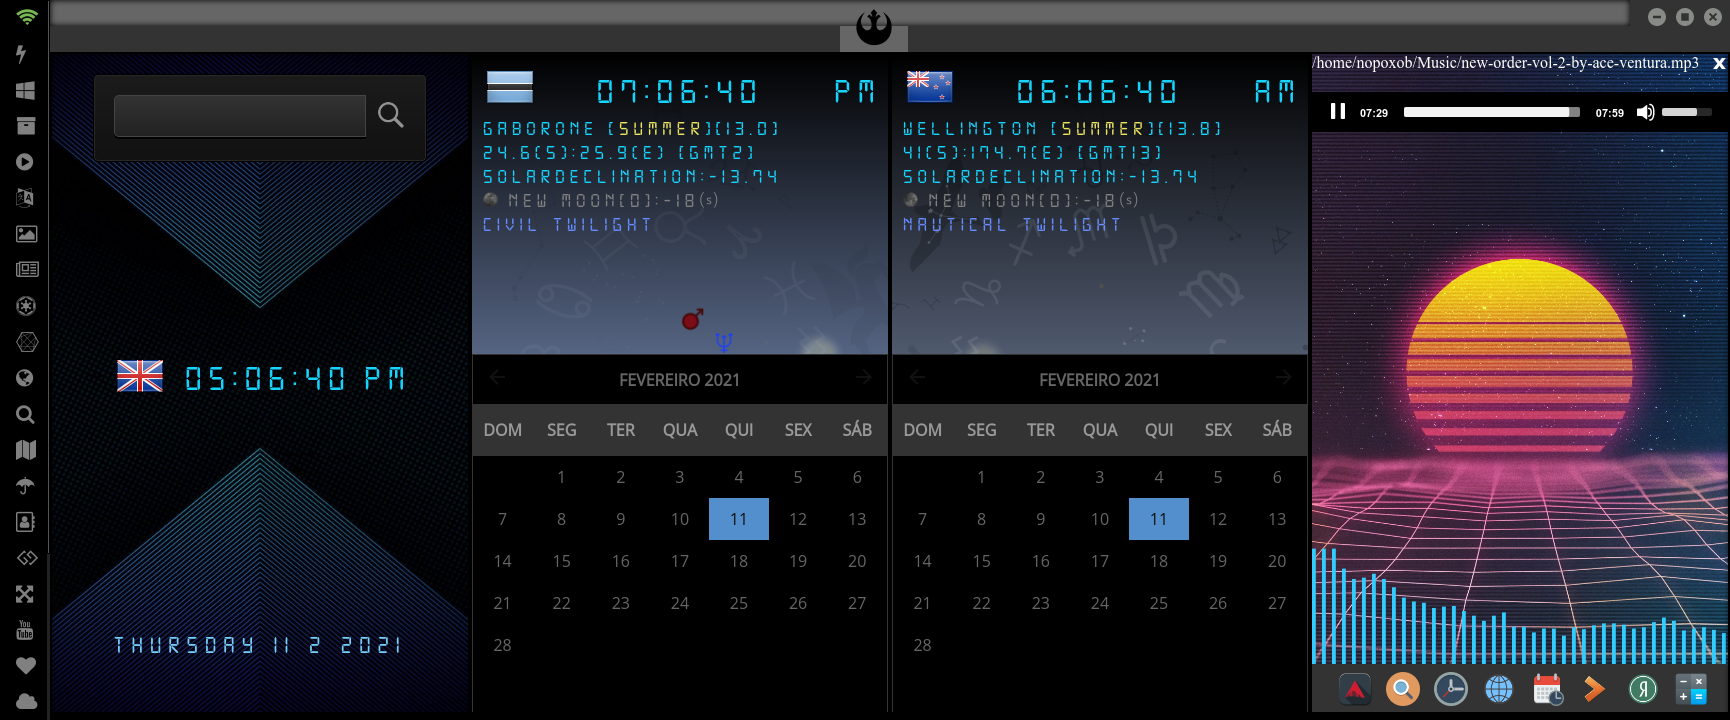 05:06:40 PM
THURSDAY 11 2 2021
07:06:40 PM
GABORONE [SUMMER][13.0]
24.6(S):25.9(E) [GMT2]
SOLARDECLINATION:-13.74
NEW MOON[0]:-18(s)
CIVIL TWILIGHT
FEVEREIRO 2021
DOM SEG TER QUA QUI SEX SÁB
1 2 3 4 5 6
7 8 9 10 11 12 13
14 15 16 17 18 19 20
21 22 23 24 25 26 27
28
06:06:40 AM
WELLINGTON [SUMMER][13.8]
41(S):174.7(E) [GMT13]
SOLARDECLINATION:-13.74
NEW MOON[0]:-18(s)
NAUTICAL TWILIGHT
FEVEREIRO 2021
DOM SEG TER QUA QUI SEX SÁB
1 2 3 4 5 6
7 8 9 10 11 12 13
14 15 16 17 18 19 20
21 22 23 24 25 26 27
28
/home/nopoxob/Music/new-order-vol-2-by-ace-ventura.mp3 x
07:29 07:59
You
Tube
Я